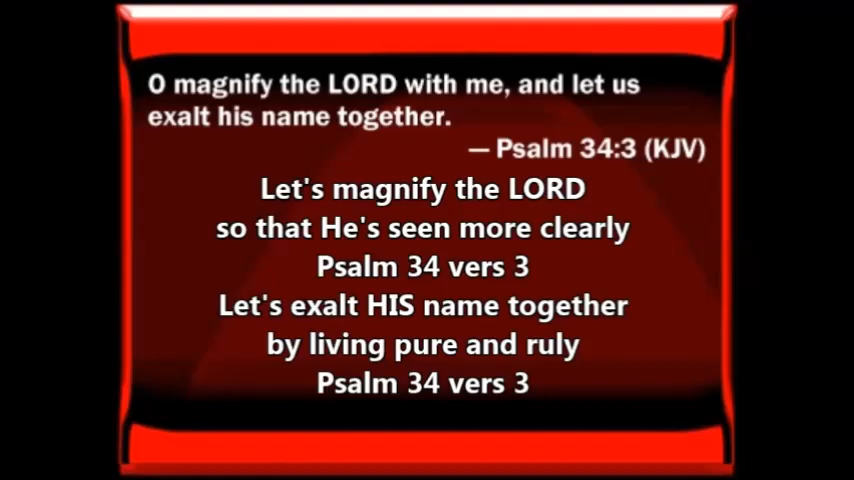 O magnify the LORD with me, and let us
exalt his name together.
— Psalm 34:3 (KJV)
Let's magnify the LORD
so that He's seen more clearly
Psalm 34 vers 3
Let's exalt HIS name together
by living pure and ruly
Psalm 34 vers 3